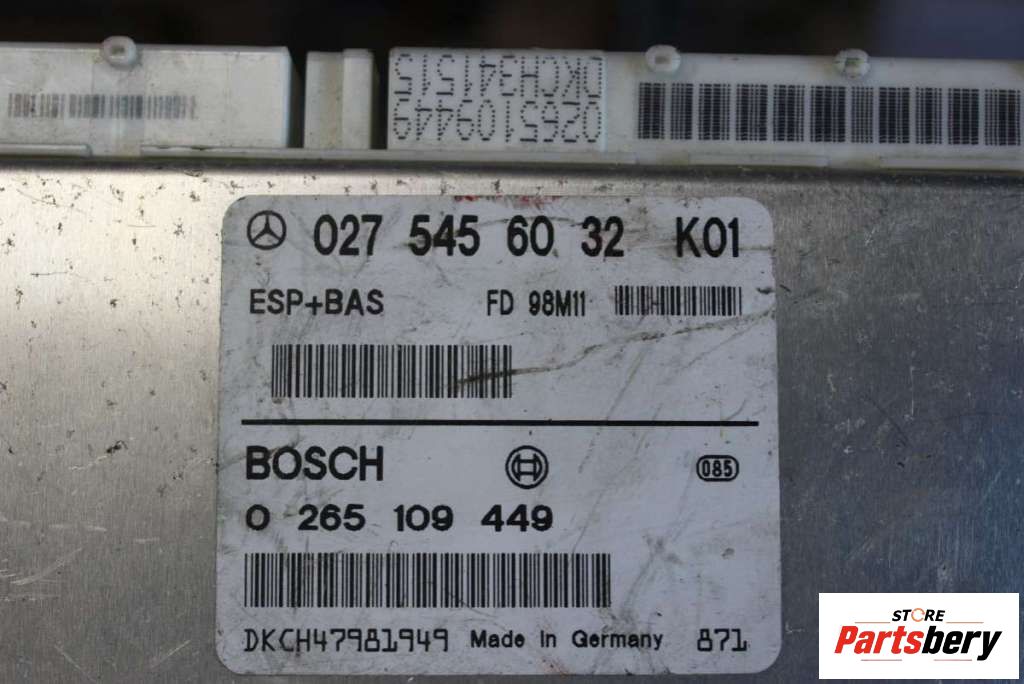 DKCH341515
0265109449
027 545 60 32 K01
ESP+BAS FD 98M11
BOSCH 085
0 265 109 449
DKCH47981949 Made In Germany 871
STORE
Partsbery